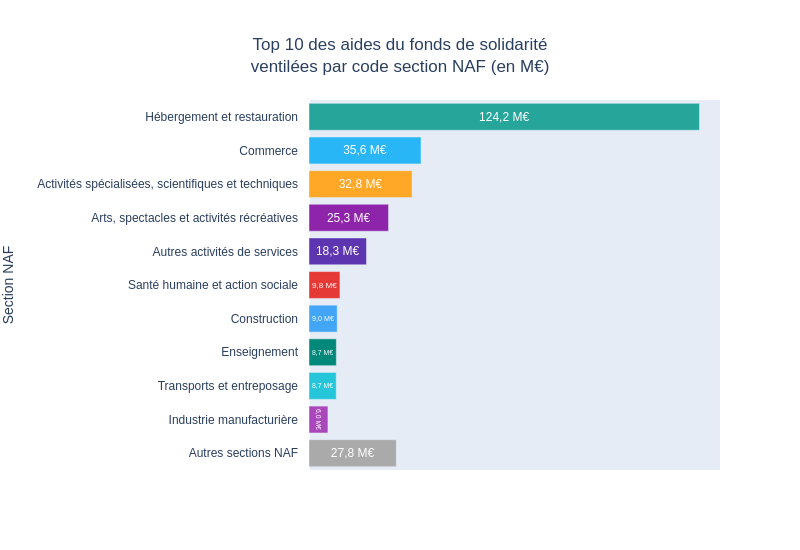 Top 10 des aides du fonds de solidarité
ventilées par code section NAF (en M€)
Section NAF
Hébergement et restauration 124,2 M€
Commerce 35,6 M€
Activités spécialisées, scientifiques et techniques 32,8 M€
Arts, spectacles et activités récréatives 25,3 M€
Autres activités de services 18,3 M€
Santé humaine et action sociale 9,8 M€
Construction 9,0 M€
Enseignement 8,7 M€
Transports et entreposage 8,7 M€
Industrie manufacturière 6,0 M€
Autres sections NAF 27,8 M€